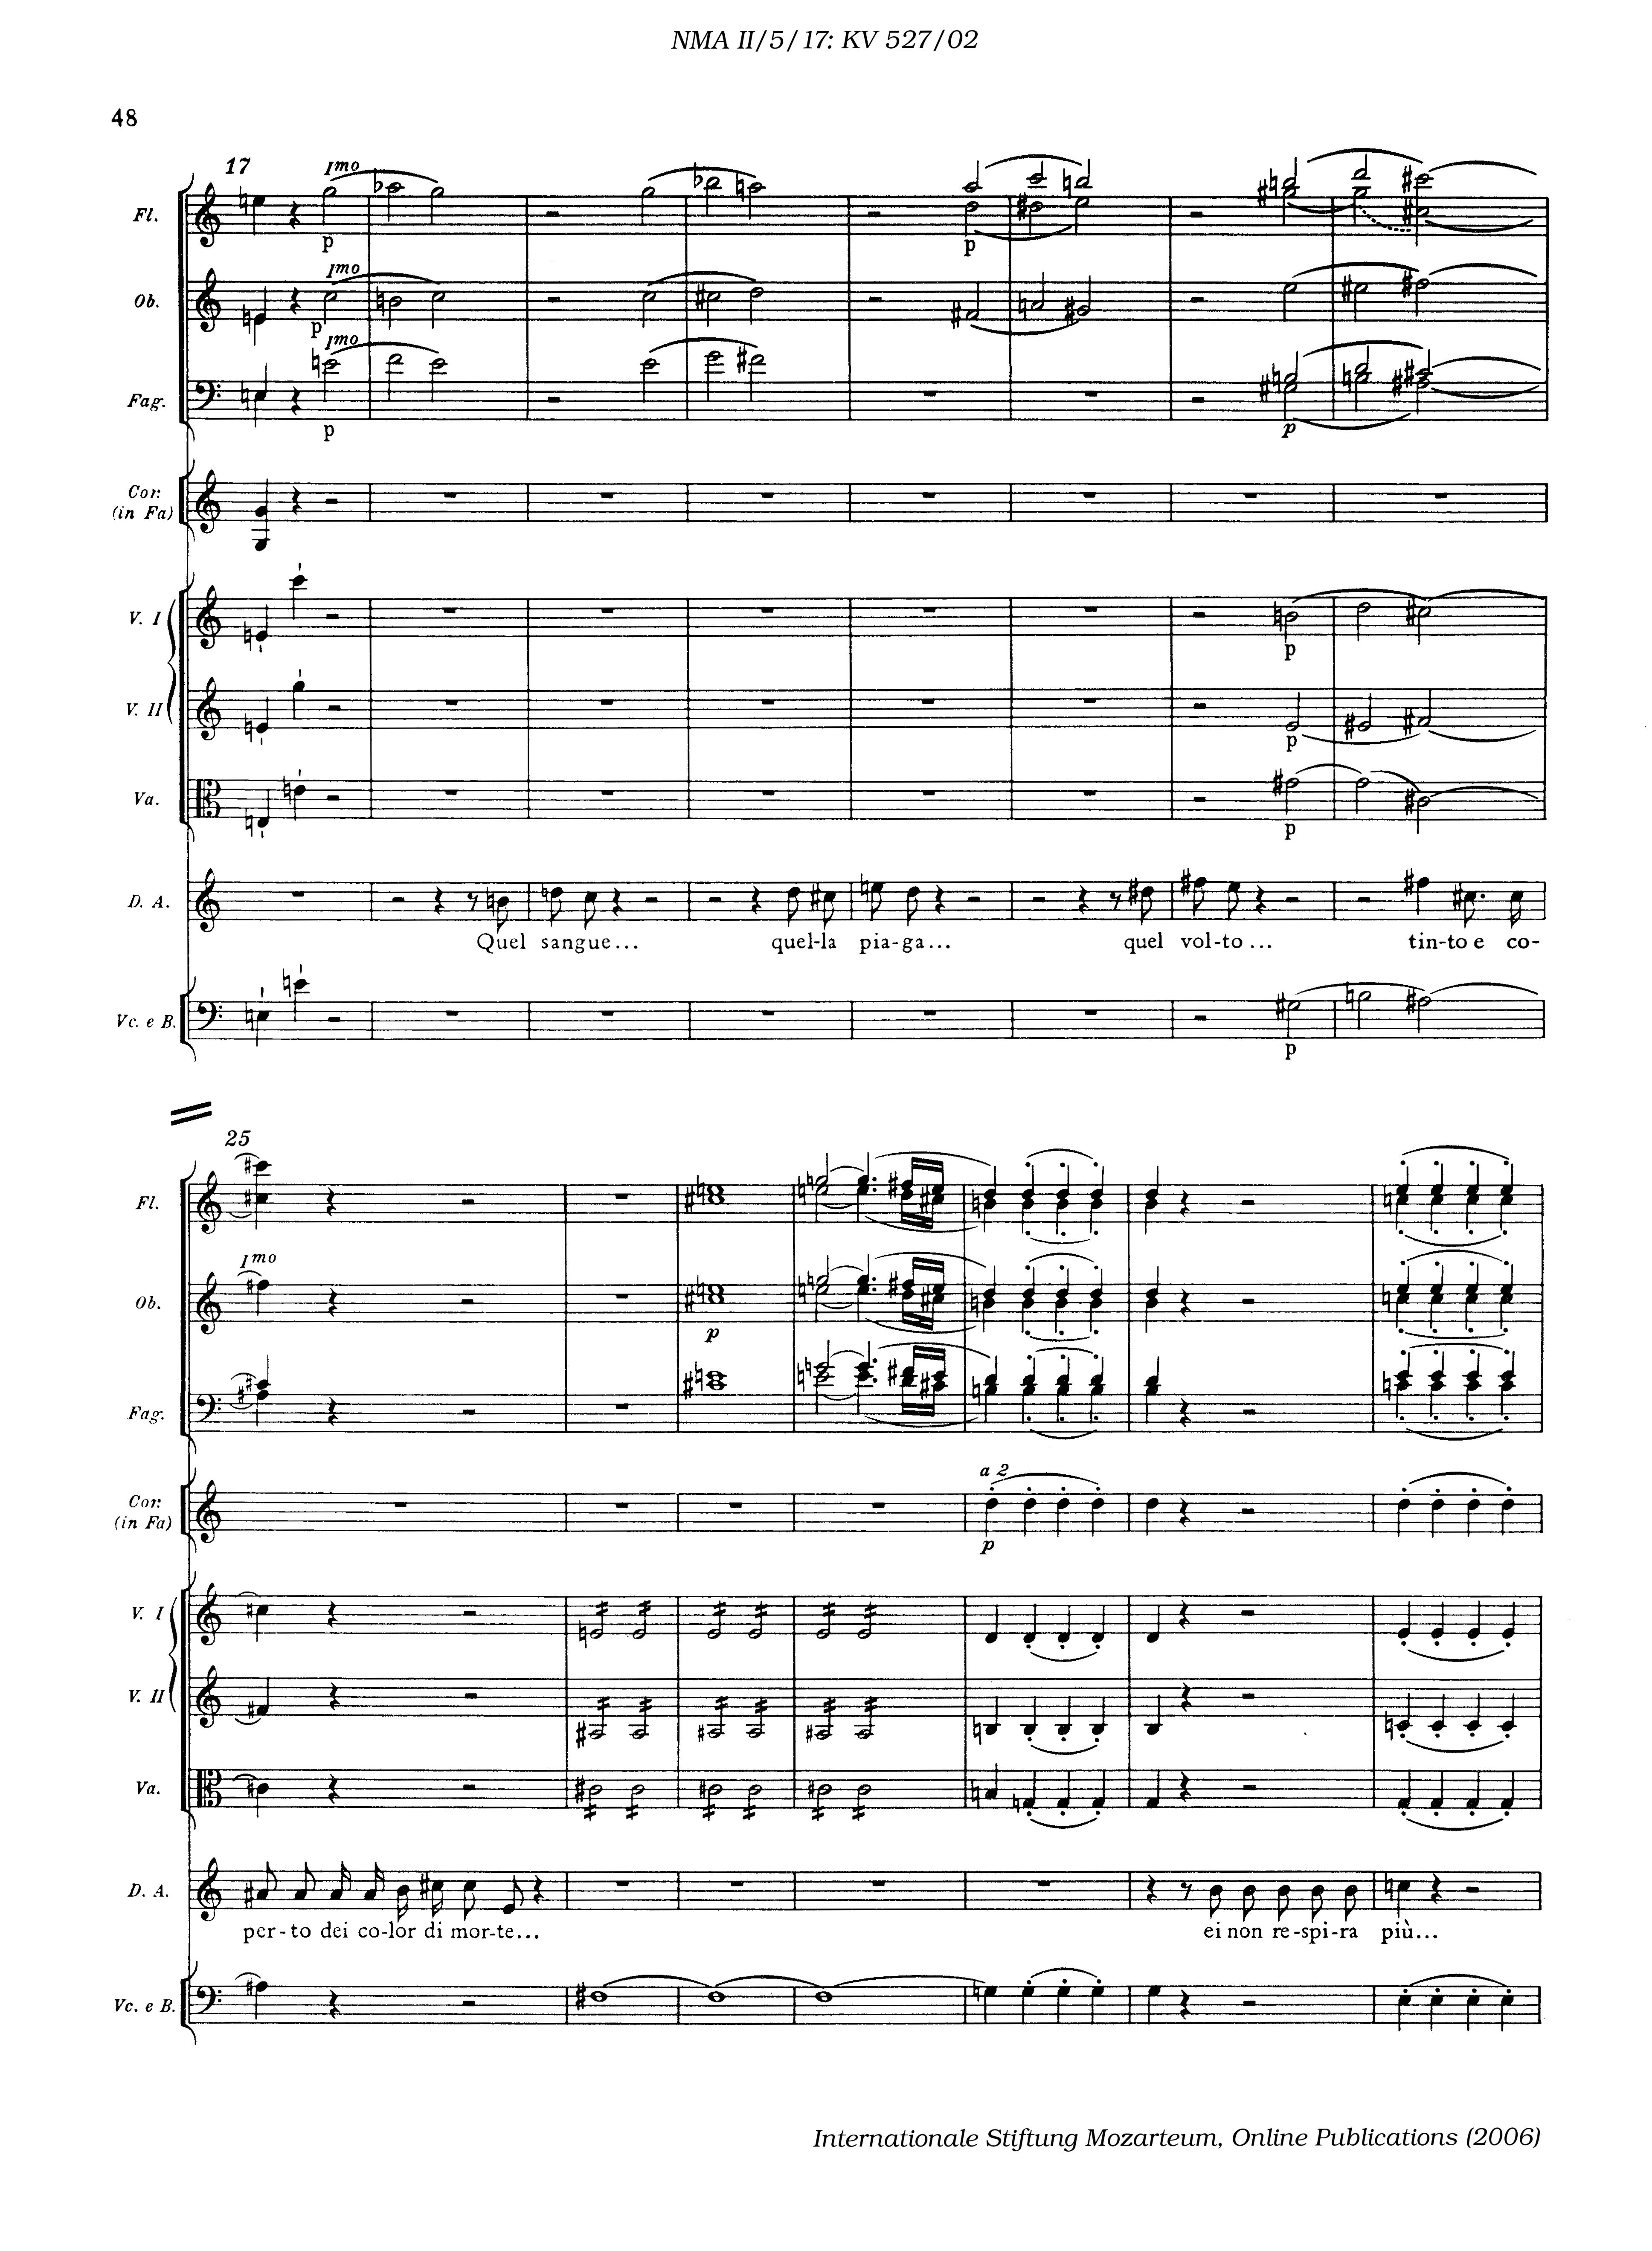 NMA II/5/17: KV 527/02
48
17
Imo
Fl.
p
p
Imo
Ob.
p
Imo
Fag.
p
p
Cor.
(in Fa)
V. I
p
V. II
p
Va.
p
D. A.
Quel sangue... quel-la pia-ga... quel vol-to... tin-to e co-
Vc. e B.
p
25
Fl.
Imo
Ob.
p
Fag.
a 2
Cor.
(in Fa)
p
V. I
V. II
Va.
D. A.
per-to dei co-lor di mor-te... ei non re-spi-ra più...
Vc. e B.
Internationale Stiftung Mozarteum, Online Publications (2006)